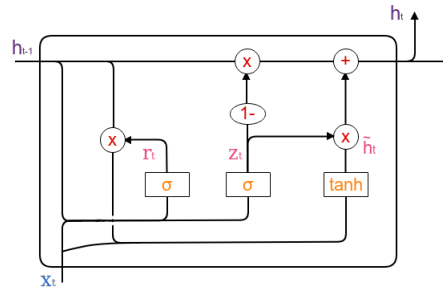 hₜ
hₜ₋₁
x +
1-
x rₜ zₜ x h̃ₜ
σ σ tanh
xₜ